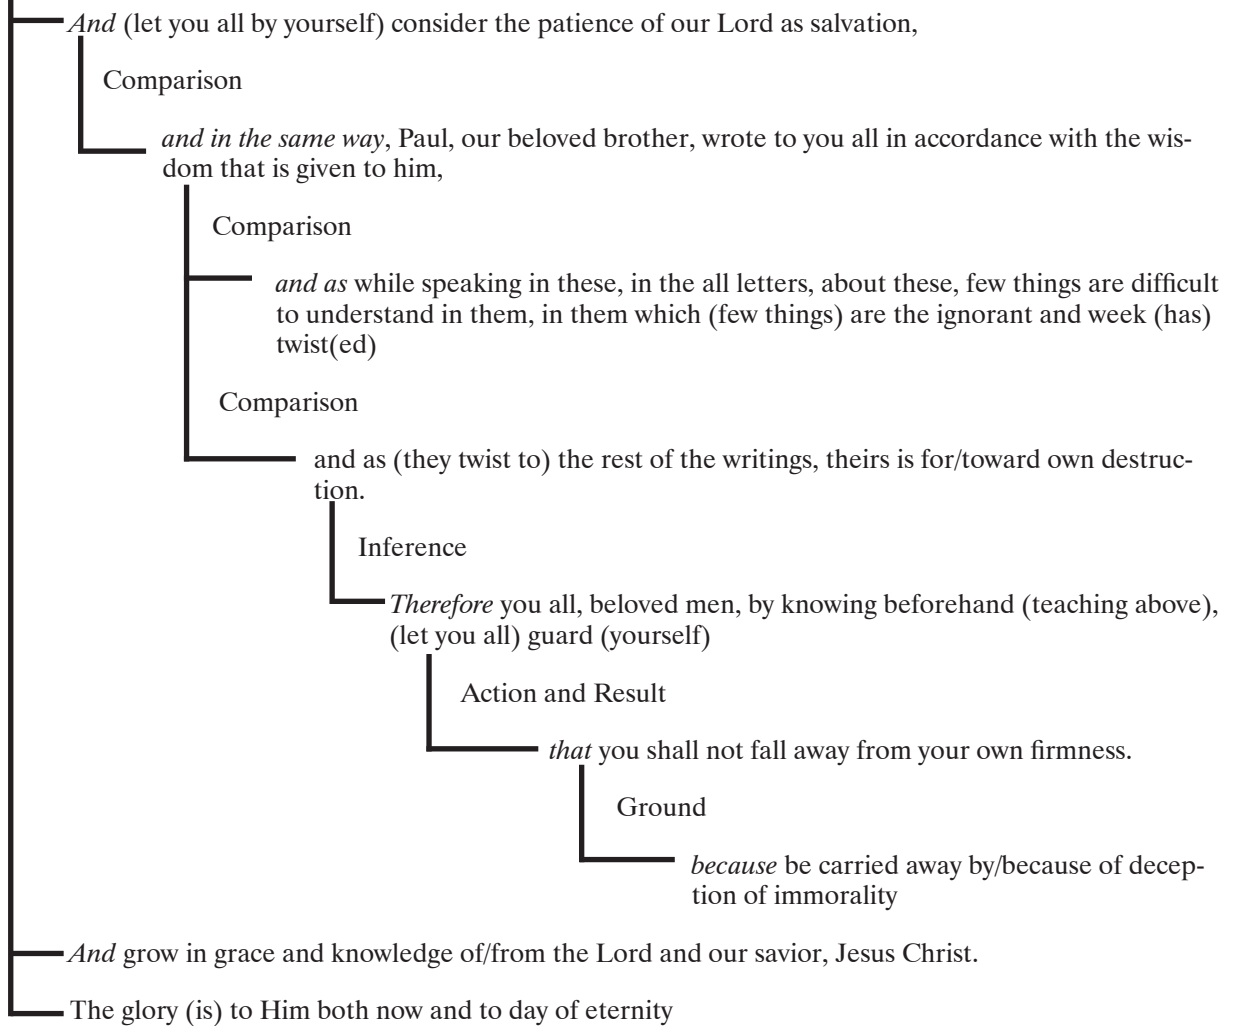 And (let you all by yourself) consider the patience of our Lord as salvation,
Comparison
and in the same way, Paul, our beloved brother, wrote to you all in accordance with the wis-
dom that is given to him,
Comparison
and as while speaking in these, in the all letters, about these, few things are difficult
to understand in them, in them which (few things) are the ignorant and week (has)
twist(ed)
Comparison
and as (they twist to) the rest of the writings, theirs is for/toward own destruc-
tion.
Inference
Therefore you all, beloved men, by knowing beforehand (teaching above),
(let you all) guard (yourself)
Action and Result
that you shall not fall away from your own firmness.
Ground
because be carried away by/because of decep-
tion of immorality
And grow in grace and knowledge of/from the Lord and our savior, Jesus Christ.
The glory (is) to Him both now and to day of eternity